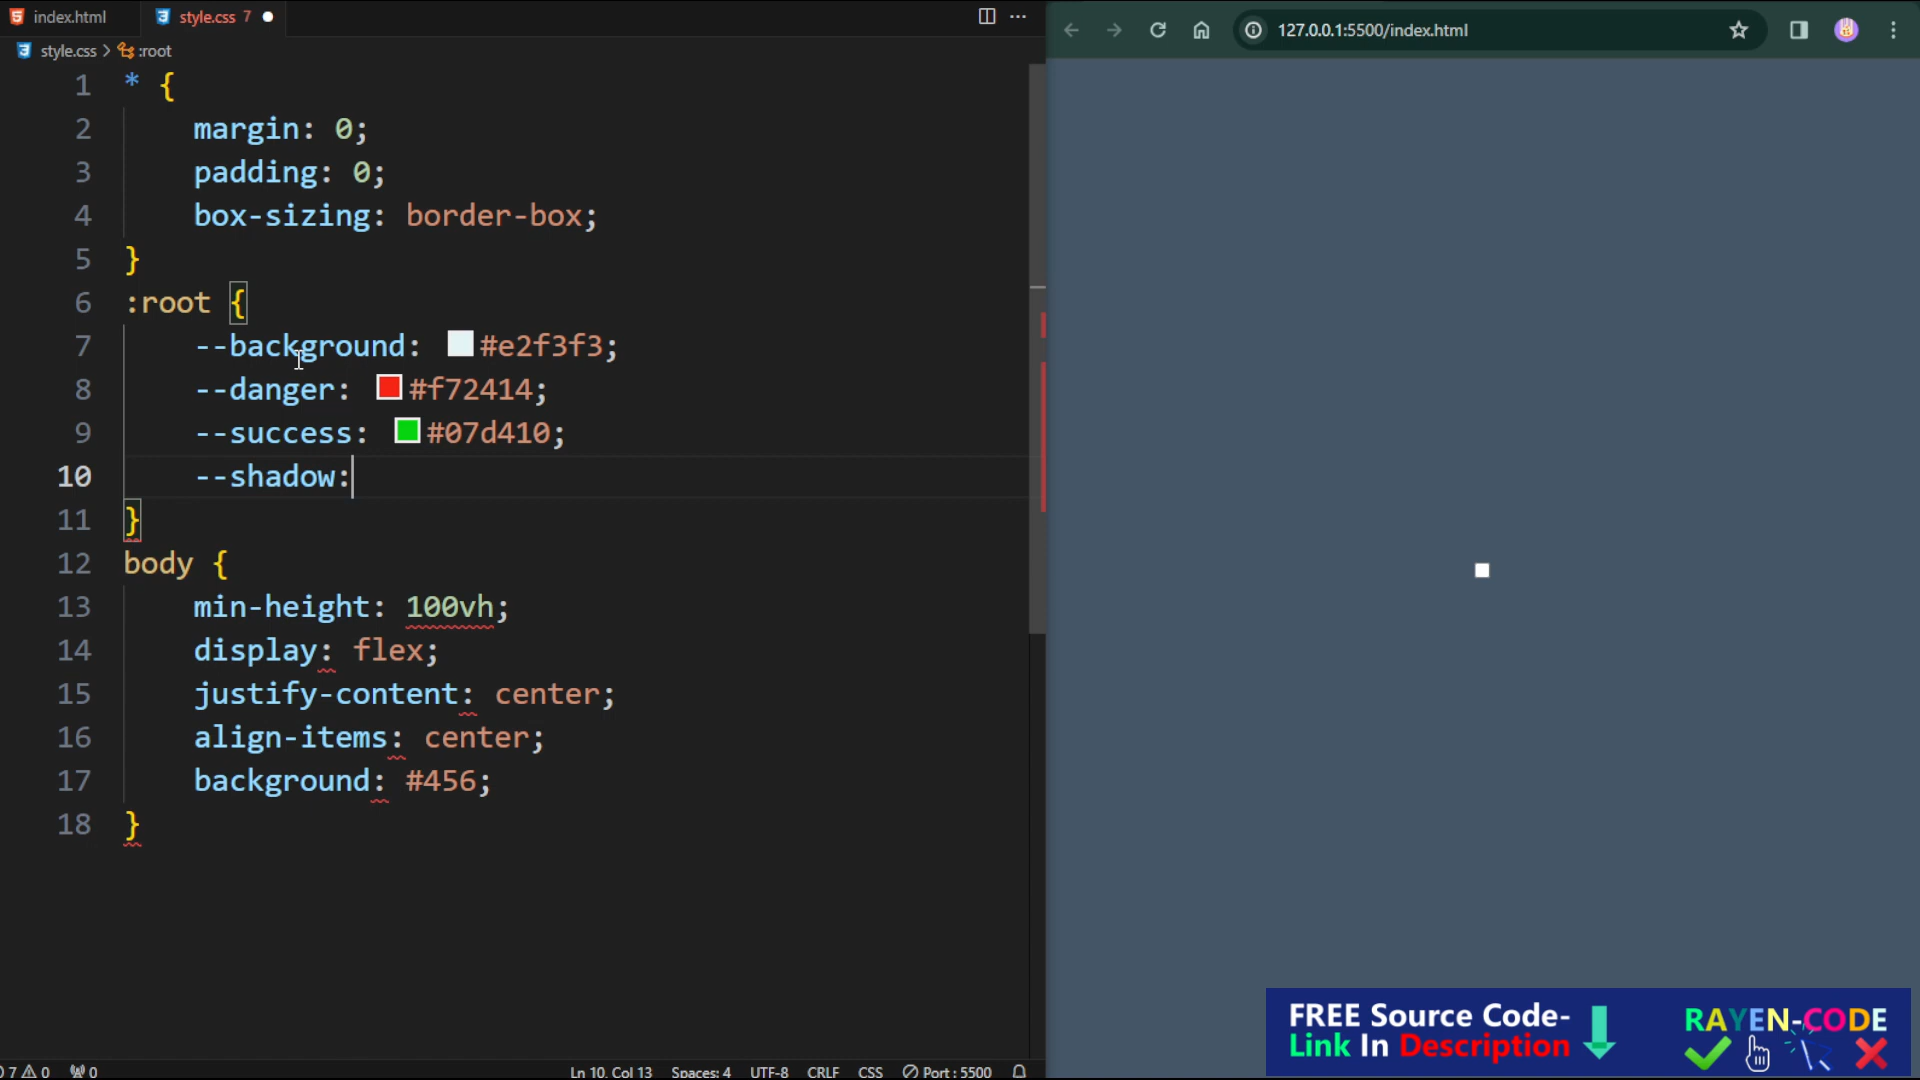 index.html
style.css 7
127.0.0.1:5500/index.html
style.css > :root
1 * {
2 margin: 0;
3 padding: 0;
4 box-sizing: border-box;
5 }
6 :root {
7 --background: #e2f3f3;
8 --danger: #f72414;
9 --success: #07d410;
10 --shadow:
11 }
12 body {
13 min-height: 100vh;
14 display: flex;
15 justify-content: center;
16 align-items: center;
17 background: #456;
18 }
FREE Source Code-
Link In Description
RAYEN-CODE
7 0 0 Ln 10, Col 13 Spaces: 4 UTF-8 CRLF CSS Port : 5500